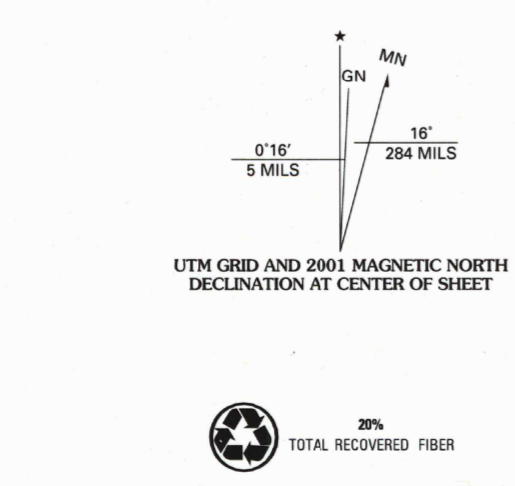 ★
MN
GN
16°
284 MILS
0°16′
5 MILS
UTM GRID AND 2001 MAGNETIC NORTH
DECLINATION AT CENTER OF SHEET
20%
TOTAL RECOVERED FIBER